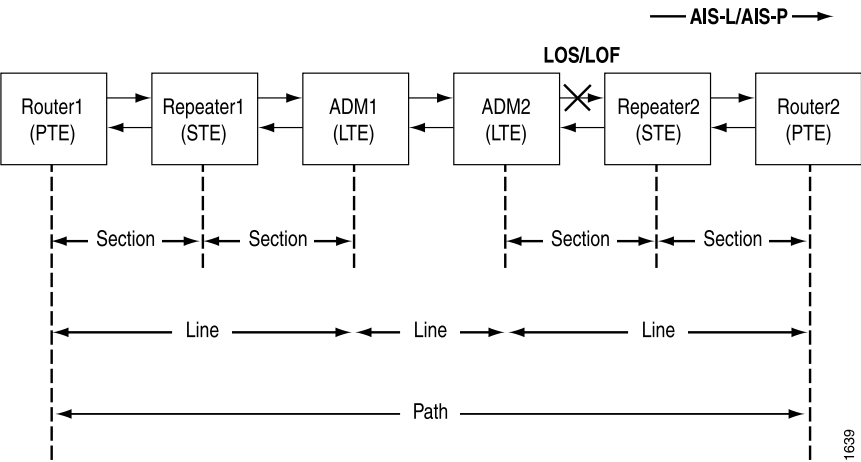 AIS-L/AIS-P
LOS/LOF
Router1
(PTE)
Repeater1
(STE)
ADM1
(LTE)
ADM2
(LTE)
Repeater2
(STE)
Router2
(PTE)
Section
Section
Section
Section
Line
Line
Line
Path
1639